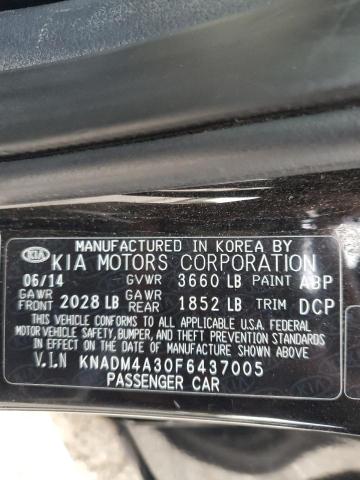 MANUFACTURED IN KOREA BY
KIA KIA MOTORS CORPORATION
06/14 GVWR 3660 LB PAINT ABP
GAWR FRONT 2028 LB GAWR REAR 1852 LB TRIM DCP
THIS VEHICLE CONFORMS TO ALL APPLICABLE U.S.A. FEDERAL
MOTOR VEHICLE SAFETY, BUMPER, AND THEFT PREVENTION STANDARDS
IN EFFECT ON THE DATE OF MANUFACTURE SHOWN ABOVE.
V.I.N KNADM4A30F6437005
PASSENGER CAR